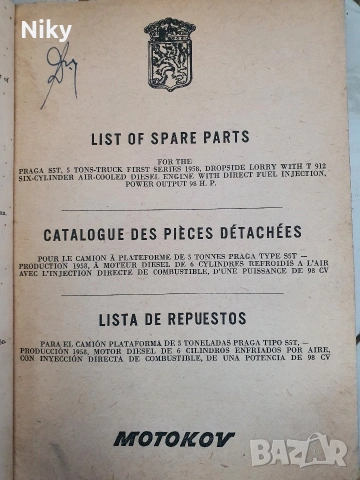 Niky
LIST OF SPARE PARTS
FOR THE
PRAGA S5T, 5 TONS-TRUCK FIRST SERIES 1958, DROPSIDE LORRY WITH T 912
SIX-CYLINDER AIR-COOLED DIESEL ENGINE WITH DIRECT FUEL INJECTION,
POWER OUTPUT 98 H. P.
CATALOGUE DES PIÈCES DÉTACHÉES
POUR LE CAMION À PLATEFORME DE 5 TONNES PRAGA TYPE S5T —
PRODUCTION 1958, À MOTEUR DIESEL DE 6 CYLINDRES REFROIDIS A L'AIR
AVEC L'INJECTION DIRECTE DE COMBUSTIBLE, D'UNE PUISSANCE DE 98 CV
LISTA DE REPUESTOS
PARA EL CAMIÓN PLATAFORMA DE 5 TONELADAS PRAGA TIPO S5T, —
PRODUCCIÓN 1958, MOTOR DIESEL DE 6 CILINDROS ENFRIADOS POR AIRE,
CON INYECCIÓN DIRECTA DE COMBUSTIBLE, DE UNA POTENCIA DE 98 CV
MOTOKOV
bazar.bg